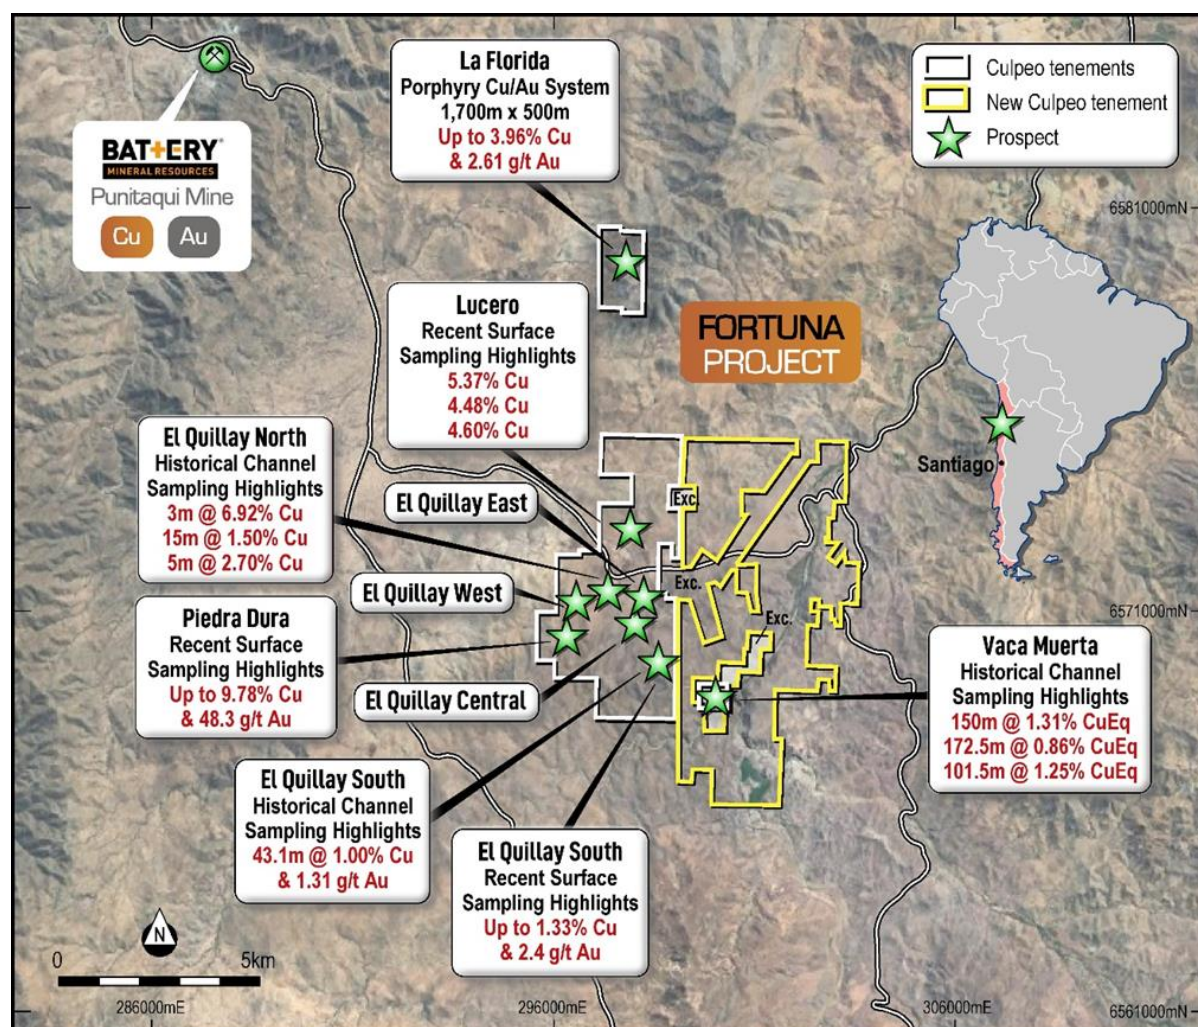 BATTERY
MINERAL RESOURCES
Punitaqui Mine
Cu
Au
La Florida
Porphyry Cu/Au System
1,700m x 500m
Up to 3.96% Cu
& 2.61 g/t Au
Culpeo tenements
New Culpeo tenement
Prospect
6581000mN
Lucero
Recent Surface
Sampling Highlights
5.37% Cu
4.48% Cu
4.60% Cu
FORTUNA
PROJECT
Santiago
El Quillay North
Historical Channel
Sampling Highlights
3m @ 6.92% Cu
15m @ 1.50% Cu
5m @ 2.70% Cu
El Quillay East
Exc.
El Quillay West
Exc.
Exc.
6571000mN
Piedra Dura
Recent Surface
Sampling Highlights
Up to 9.78% Cu
& 48.3 g/t Au
El Quillay Central
Vaca Muerta
Historical Channel
Sampling Highlights
150m @ 1.31% CuEq
172.5m @ 0.86% CuEq
101.5m @ 1.25% CuEq
El Quillay South
Historical Channel
Sampling Highlights
43.1m @ 1.00% Cu
& 1.31 g/t Au
El Quillay South
Recent Surface
Sampling Highlights
Up to 1.33% Cu
& 2.4 g/t Au
N
0
5km
286000mE
296000mE
306000mE
6561000mN